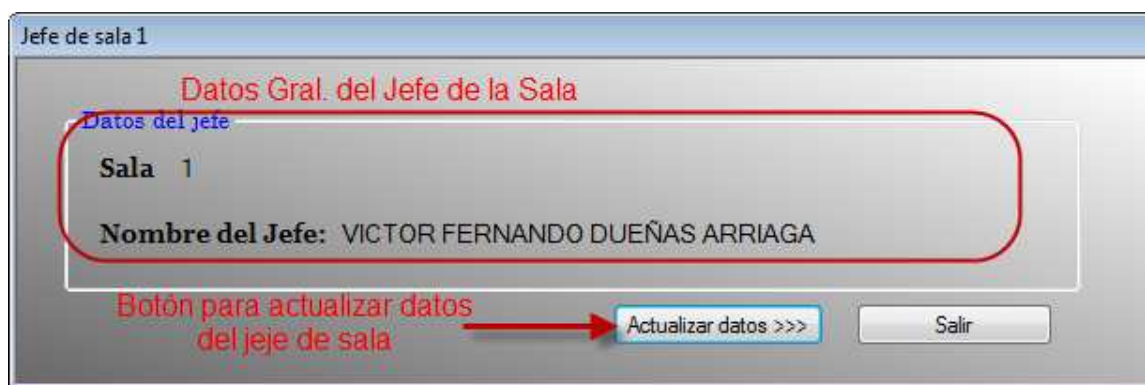 Jefe de sala 1
Datos Gral. del Jefe de la Sala
Datos del jefe
Sala 1
Nombre del Jefe: VICTOR FERNANDO DUEÑAS ARRIAGA
Botón para actualizar datos
del jeje de sala
Actualizar datos >>>
Salir